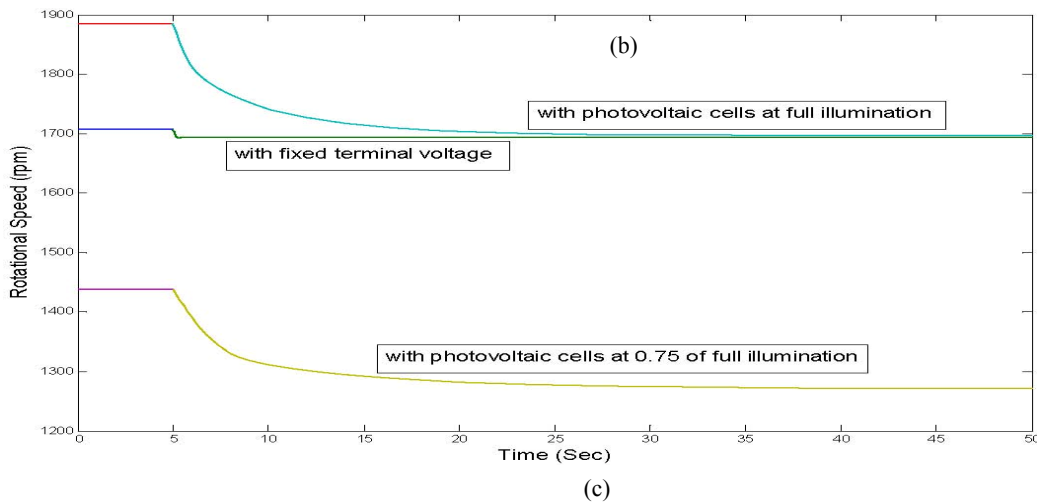 1900
(b)
1800
with photovoltaic cells at full illumination
1700
with fixed terminal voltage
1600
Rotational Speed (rpm)
1500
1400
with photovoltaic cells at 0.75 of full illumination
1300
1200
0 5 10 15 20 25 30 35 40 45 50
Time (Sec)
(c)